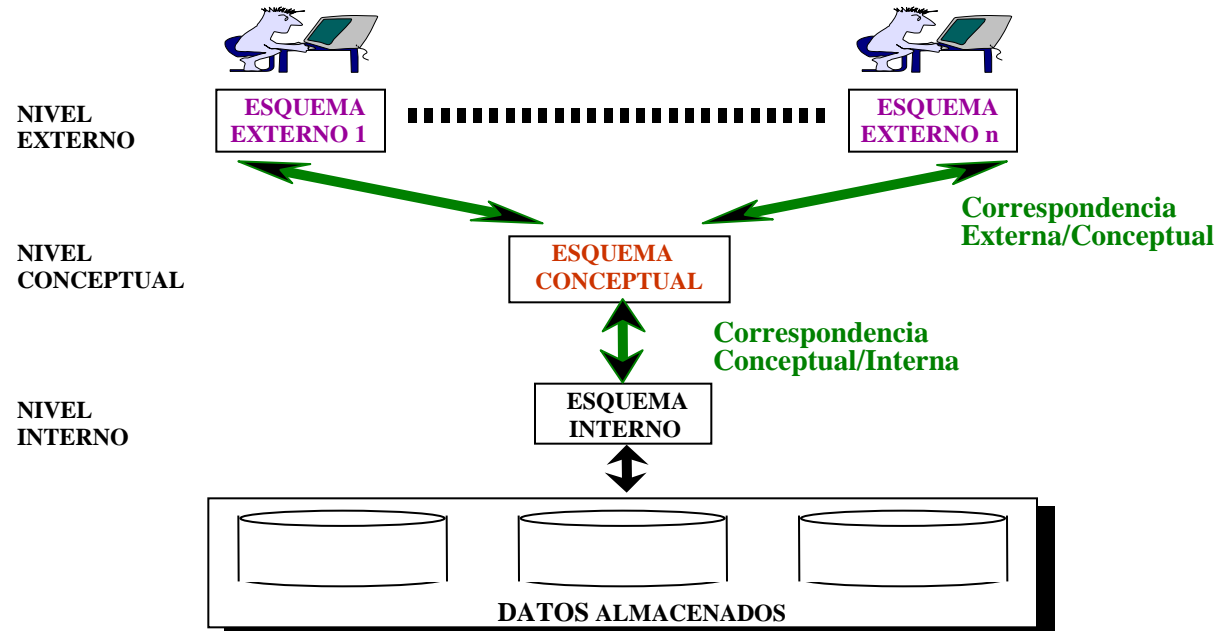 NIVEL
EXTERNO
ESQUEMA
EXTERNO 1
ESQUEMA
EXTERNO n
Correspondencia
Externa/Conceptual
NIVEL
CONCEPTUAL
ESQUEMA
CONCEPTUAL
Correspondencia
Conceptual/Interna
NIVEL
INTERNO
ESQUEMA
INTERNO
DATOS ALMACENADOS